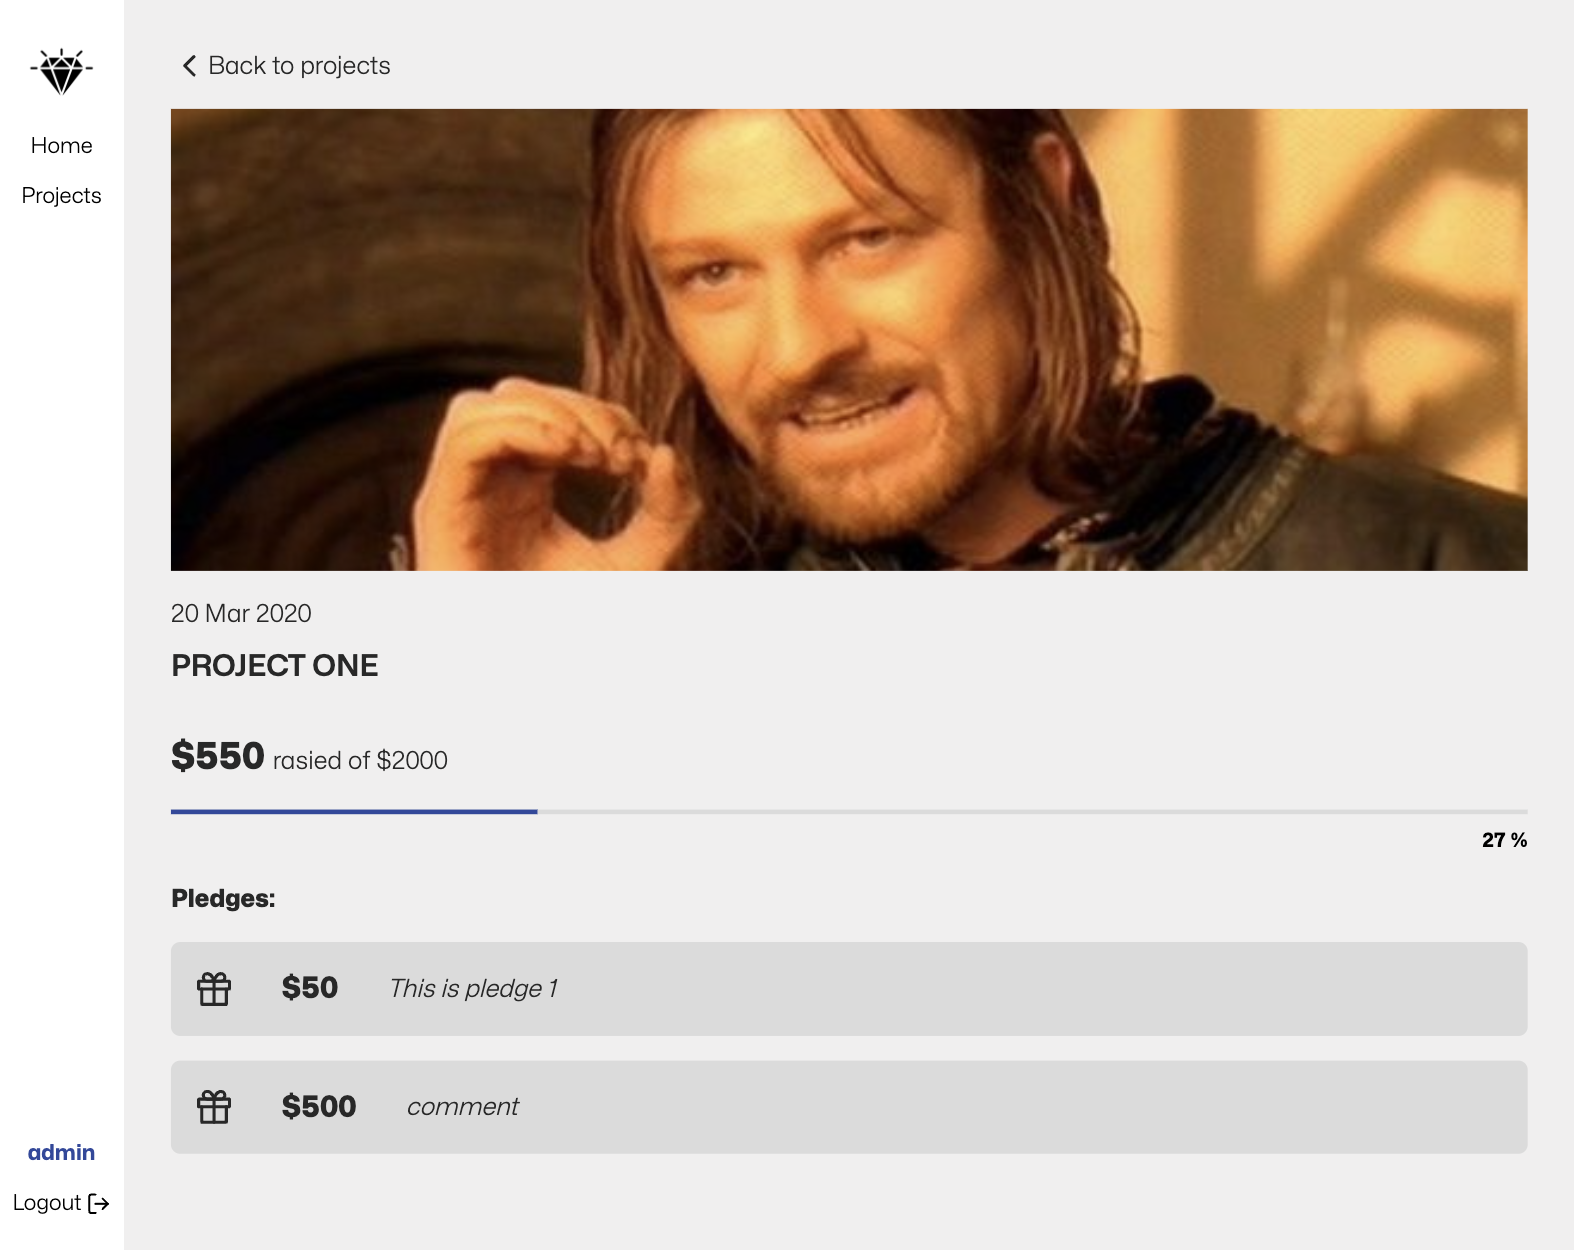 Back to projects
Home
Projects
20 Mar 2020
PROJECT ONE
$550 rasied of $2000
27 %
Pledges:
$50 This is pledge 1
$500 comment
admin
Logout